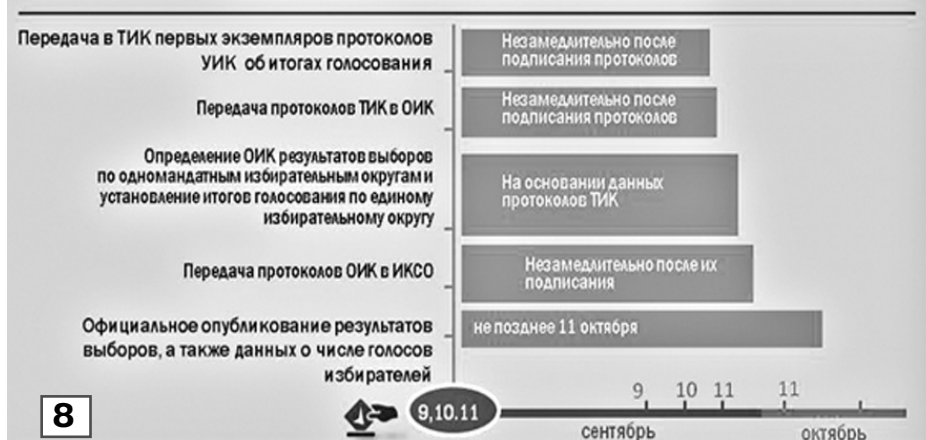 Передача в ТИК первых экземпляров протоколов
УИК об итогах голосования
Незамедлительно после
подписания протоколов
Передача протоколов ТИК в ОИК
Незамедлительно после
подписания протоколов
Определение ОИК результатов выборов
по одномандатным избирательным округам и
установление итогов голосования по единому
избирательному округу
На основании данных
протоколов ТИК
Передача протоколов ОИК в ИКСО
Незамедлительно после их
подписания
Официальное опубликование результатов
выборов, а также данных о числе голосов
избирателей
не позднее 11 октября
8
9,10.11
9 10 11 11
сентябрь октябрь